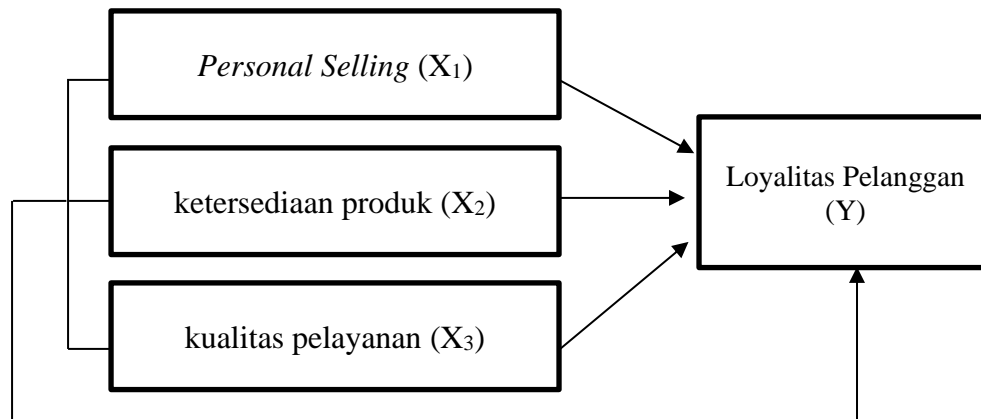 Personal Selling (X₁)
ketersediaan produk (X₂)
kualitas pelayanan (X₃)
Loyalitas Pelanggan
(Y)